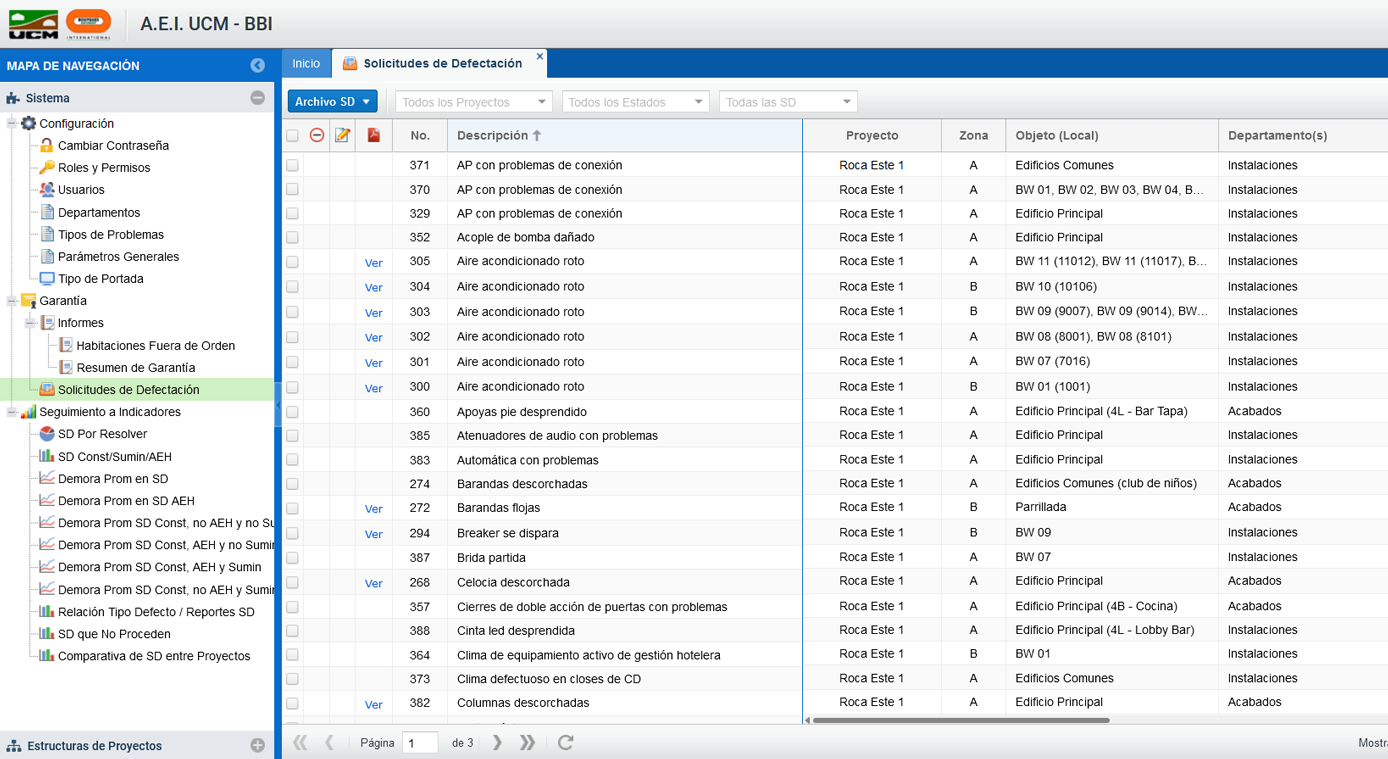 UCM
BOUYGUES
INTERNATIONAL
A.E.I. UCM - BBI
MAPA DE NAVEGACIÓN
Sistema
Configuración
Cambiar Contraseña
Roles y Permisos
Usuarios
Departamentos
Tipos de Problemas
Parámetros Generales
Tipo de Portada
Garantía
Informes
Habitaciones Fuera de Orden
Resumen de Garantía
Solicitudes de Defectación
Seguimiento a Indicadores
SD Por Resolver
SD Const/Sumin/AEH
Demora Prom en SD
Demora Prom en SD AEH
Demora Prom SD Const, no AEH y no Su
Demora Prom SD Const, AEH y no Sumin
Demora Prom SD Const, AEH y Sumin
Demora Prom SD Const, no AEH y Sumin
Relación Tipo Defecto / Reportes SD
SD que No Proceden
Comparativa de SD entre Proyectos
Estructuras de Proyectos
Inicio
Solicitudes de Defectación
Archivo SD
Todos los Proyectos
Todos los Estados
Todas las SD
No. Descripción Proyecto Zona Objeto (Local) Departamento(s)
371 AP con problemas de conexión Roca Este 1 A Edificios Comunes Instalaciones
370 AP con problemas de conexión Roca Este 1 A BW 01, BW 02, BW 03, BW 04, B... Instalaciones
329 AP con problemas de conexión Roca Este 1 A Edificio Principal Instalaciones
352 Acople de bomba dañado Roca Este 1 A Edificio Principal Instalaciones
Ver 305 Aire acondicionado roto Roca Este 1 A BW 11 (11012), BW 11 (11017), B... Instalaciones
Ver 304 Aire acondicionado roto Roca Este 1 B BW 10 (10106) Instalaciones
Ver 303 Aire acondicionado roto Roca Este 1 B BW 09 (9007), BW 09 (9014), BW... Instalaciones
Ver 302 Aire acondicionado roto Roca Este 1 A BW 08 (8001), BW 08 (8101) Instalaciones
Ver 301 Aire acondicionado roto Roca Este 1 A BW 07 (7016) Instalaciones
Ver 300 Aire acondicionado roto Roca Este 1 B BW 01 (1001) Instalaciones
360 Apoyas pie desprendido Roca Este 1 A Edificio Principal (4L - Bar Tapa) Acabados
385 Atenuadores de audio con problemas Roca Este 1 A Edificio Principal Instalaciones
383 Automática con problemas Roca Este 1 A Edificio Principal Instalaciones
274 Barandas descorchadas Roca Este 1 A Edificios Comunes (club de niños) Acabados
Ver 272 Barandas flojas Roca Este 1 B Parrillada Acabados
Ver 294 Breaker se dispara Roca Este 1 B BW 09 Instalaciones
387 Brida partida Roca Este 1 A BW 07 Instalaciones
Ver 268 Celocia descorchada Roca Este 1 A Edificio Principal Acabados
357 Cierres de doble acción de puertas con problemas Roca Este 1 A Edificio Principal (4B - Cocina) Acabados
388 Cinta led desprendida Roca Este 1 A Edificio Principal (4L - Lobby Bar) Instalaciones
364 Clima de equipamiento activo de gestión hotelera Roca Este 1 B BW 01 Instalaciones
373 Clima defectuoso en closes de CD Roca Este 1 A Edificios Comunes Instalaciones
Ver 382 Columnas descorchadas Roca Este 1 A Edificio Principal Acabados
Página 1 de 3
Mostr